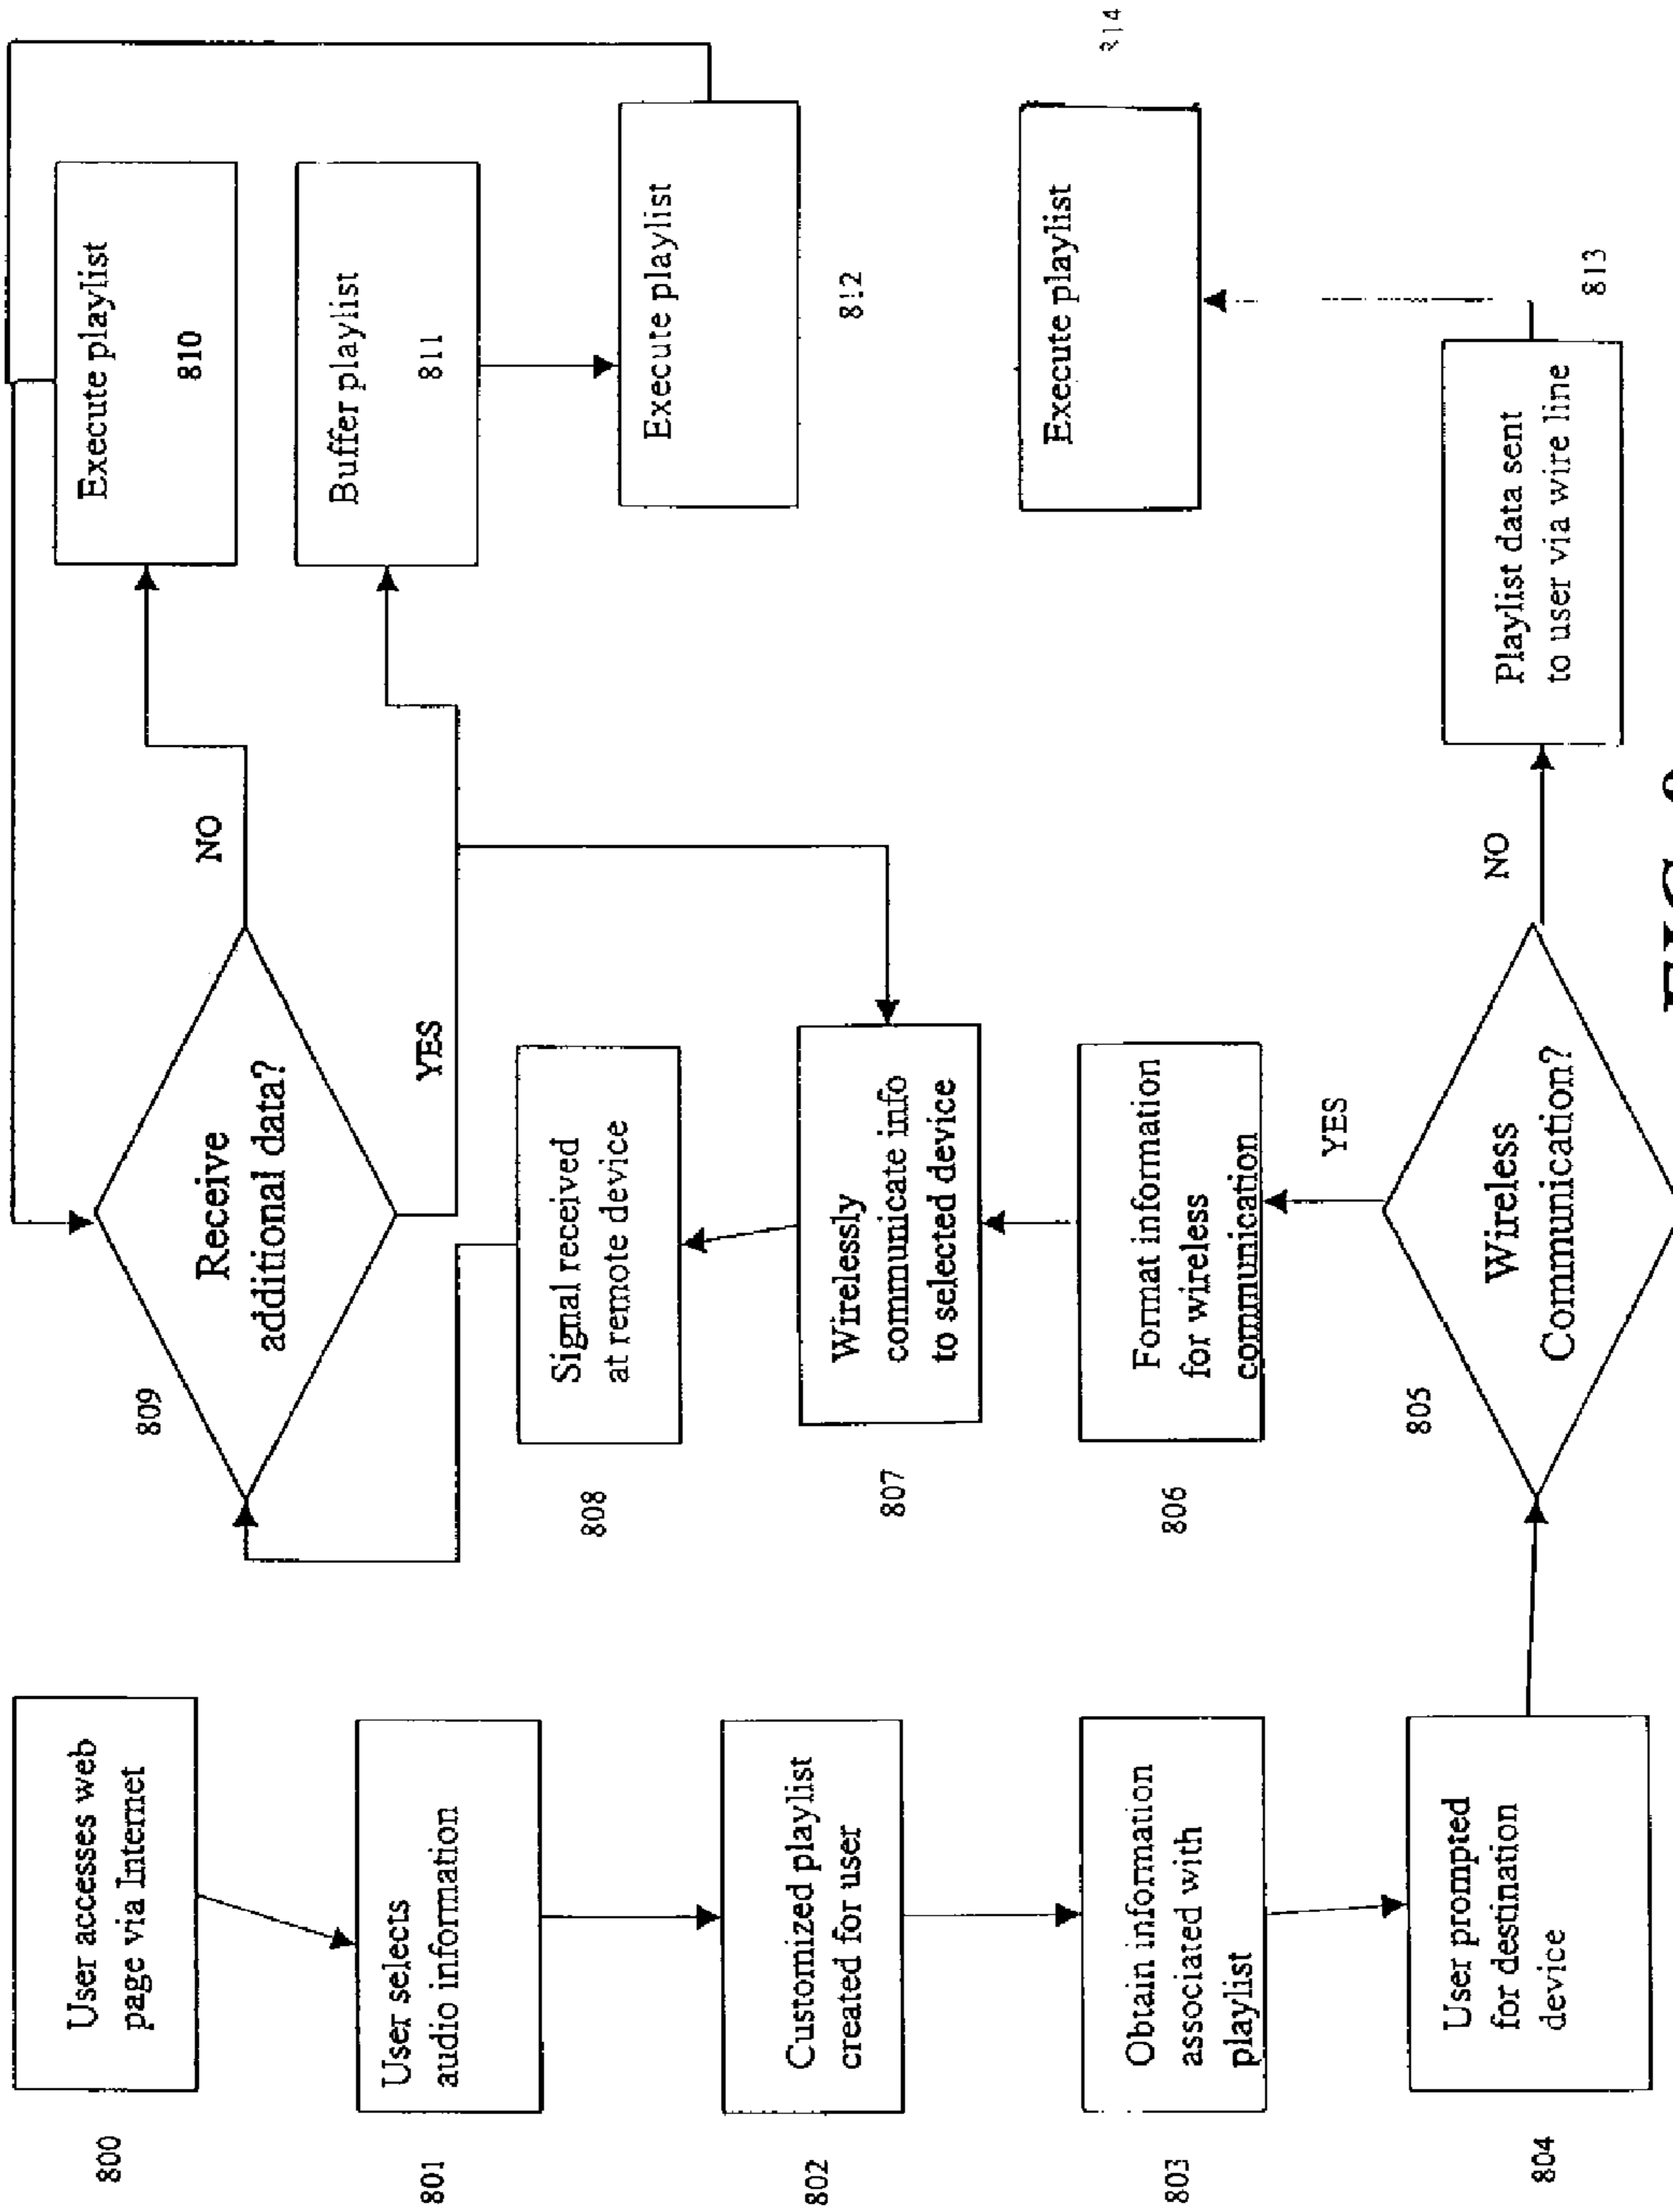 User accesses web
page via Internet
800
User selects
audio information
801
Customized playlist
created for user
802
Obtain information
associated with
playlist
803
User prompted
for destination
device
804
Wireless
Communication?
805
YES
NO
Format information
for wireless
communication
806
Wirelessly
communicate info
to selected device
807
Signal received
at remote device
808
Receive
additional data?
809
NO
YES
Execute playlist
810
Buffer playlist
811
Execute playlist
812
Playlist data sent
to user via wire line
813
Execute playlist
814
FIG